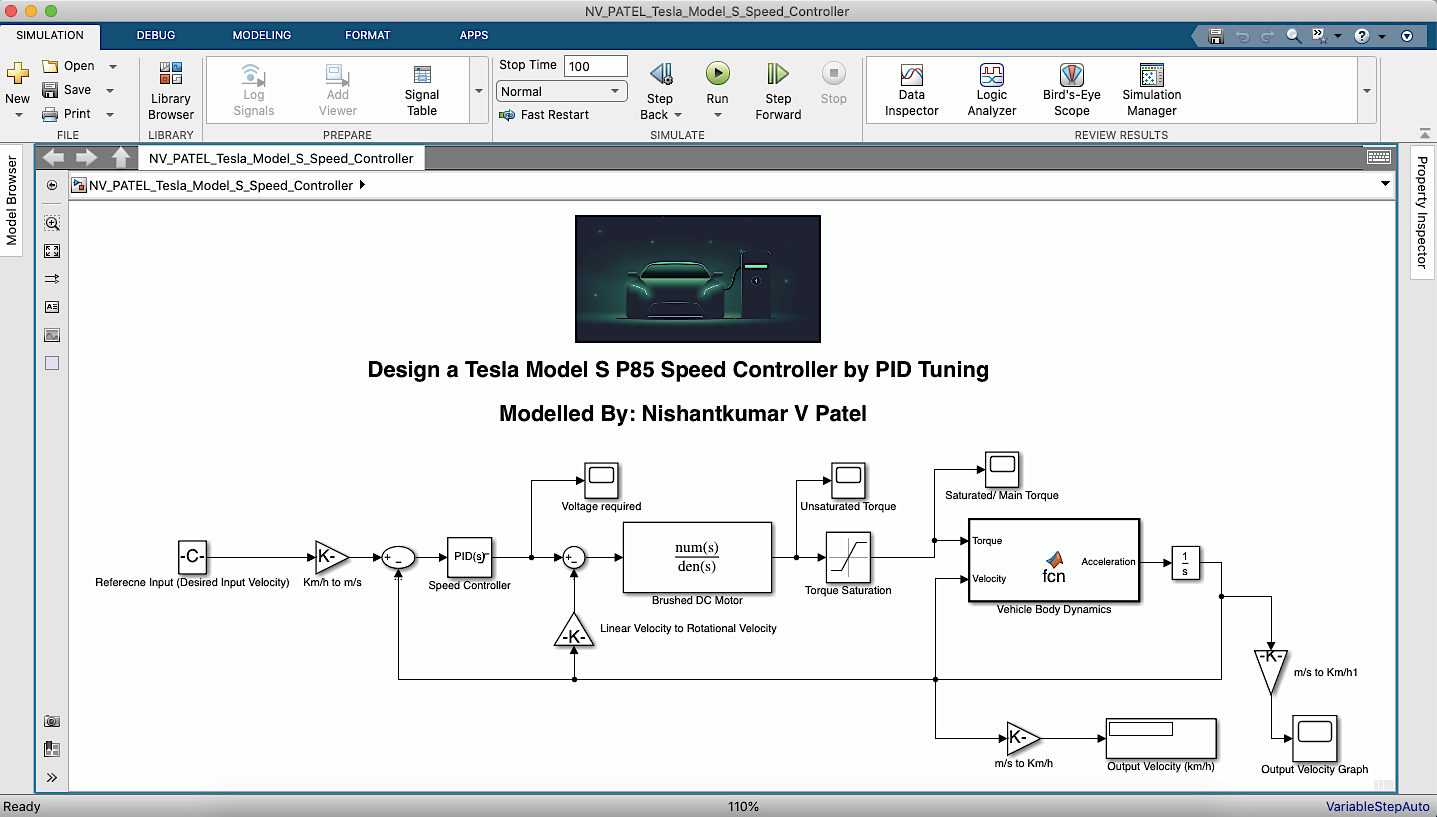 NV_PATEL_Tesla_Model_S_Speed_Controller
SIMULATION DEBUG MODELING FORMAT APPS
New
Open
Save
Print
FILE
Library Browser
LIBRARY
Log Signals
Add Viewer
Signal Table
PREPARE
Stop Time 100
Normal
Fast Restart
Step Back
Run
Step Forward
Stop
SIMULATE
Data Inspector
Logic Analyzer
Bird's-Eye Scope
Simulation Manager
REVIEW RESULTS
Model Browser
Property Inspector
NV_PATEL_Tesla_Model_S_Speed_Controller
NV_PATEL_Tesla_Model_S_Speed_Controller
Design a Tesla Model S P85 Speed Controller by PID Tuning
Modelled By: Nishantkumar V Patel
-C-
Referecne Input (Desired Input Velocity)
K-
Km/h to m/s
+
-
PID(s)
Speed Controller
Voltage required
+
-
num(s)
den(s)
Brushed DC Motor
-K-
Linear Velocity to Rotational Velocity
Unsaturated Torque
Torque Saturation
Saturated/ Main Torque
Torque
Velocity
fcn
Acceleration
Vehicle Body Dynamics
1
s
-K-
m/s to Km/h1
K-
m/s to Km/h
Output Velocity (km/h)
Output Velocity Graph
Ready
110%
VariableStepAuto